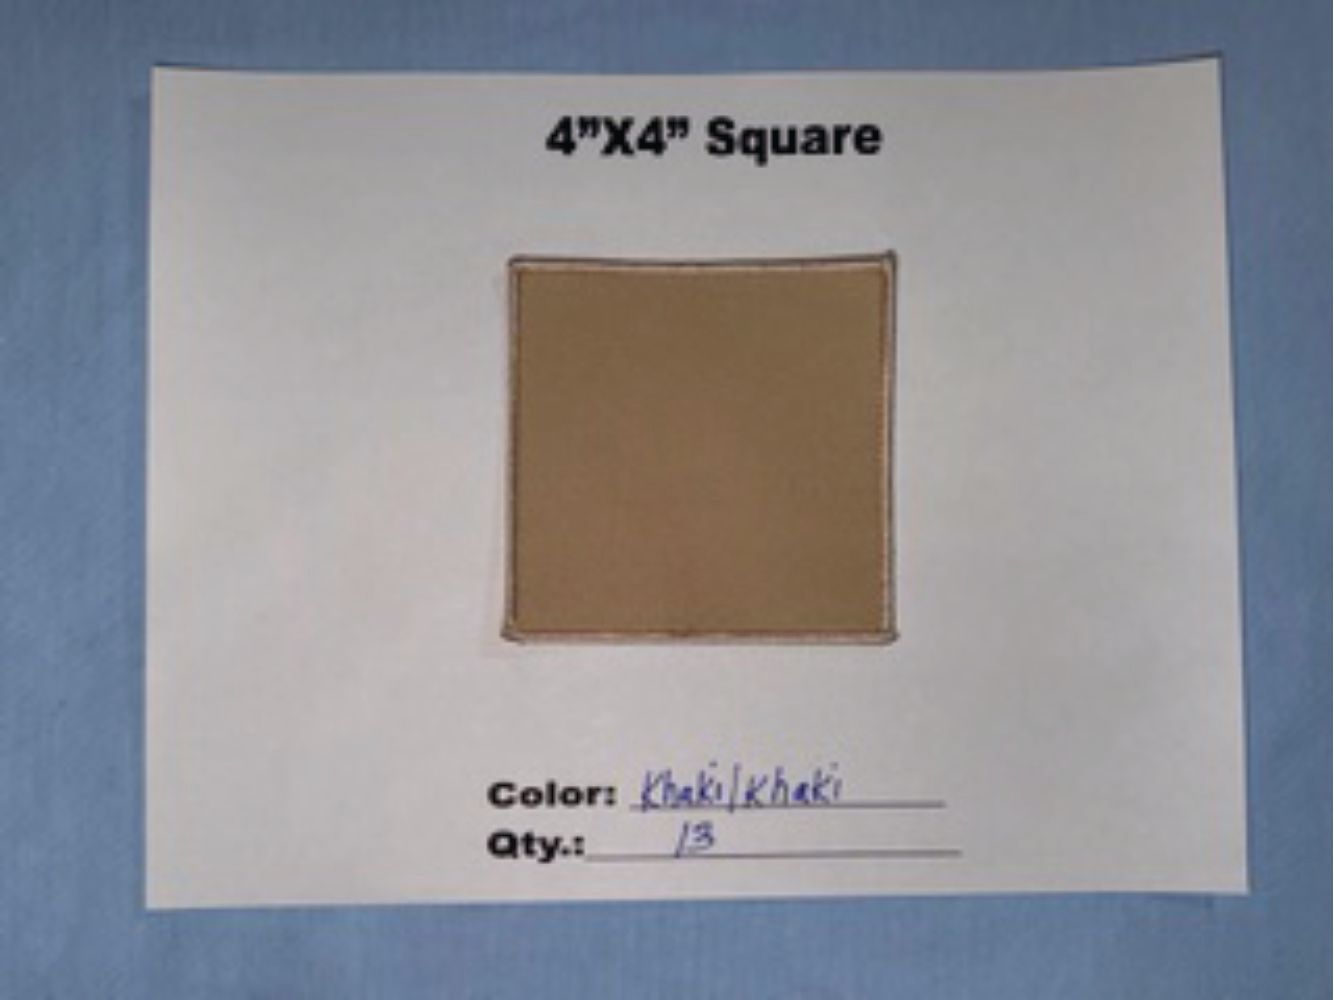 4”X4” Square
Color: Khaki/Khaki
Qty.: 13